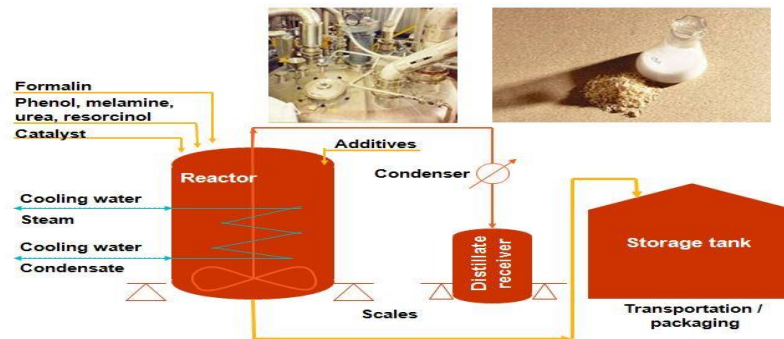 Formalin
Phenol, melamine,
urea, resorcinol
Catalyst
Additives
Reactor
Condenser
Cooling water
Steam
Cooling water
Condensate
Distillate
receiver
Storage tank
Scales
Transportation /
packaging